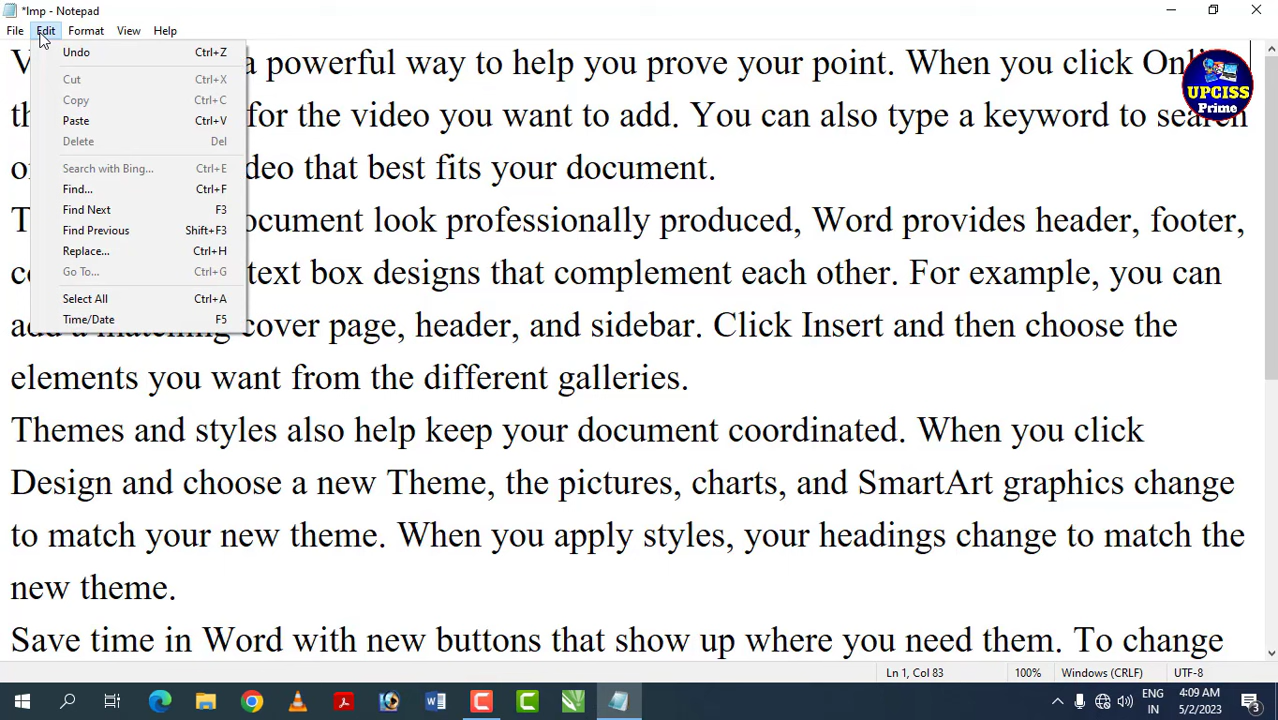 *Imp - Notepad
File Edit Format View Help
Undo Ctrl+Z
Cut Ctrl+X
Copy Ctrl+C
Paste Ctrl+V
Delete Del
Search with Bing... Ctrl+E
Find... Ctrl+F
Find Next F3
Find Previous Shift+F3
Replace... Ctrl+H
Go To... Ctrl+G
Select All Ctrl+A
Time/Date F5
a powerful way to help you prove your point. When you click
for the video you want to add. You can also type a keyword to search
that best fits your document.
look professionally produced, Word provides header, footer,
text box designs that complement each other. For example, you can
add a matching cover page, header, and sidebar. Click Insert and then choose the
elements you want from the different galleries.
Themes and styles also help keep your document coordinated. When you click
Design and choose a new Theme, the pictures, charts, and SmartArt graphics change
to match your new theme. When you apply styles, your headings change to match the
new theme.
Save time in Word with new buttons that show up where you need them. To change
UPCISS
Prime
Ln 1, Col 83 100% Windows (CRLF) UTF-8
ENG
IN
4:09 AM
5/2/2023
3